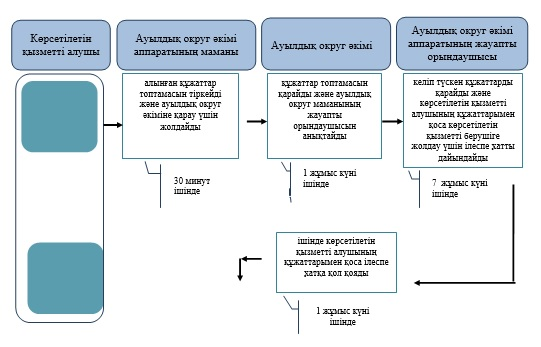 Көрсетілетін
қызметті алушы
Ауылдық округ әкімі
аппаратының маманы
Ауылдық округ әкімі
Ауылдық округ әкімі
аппаратының жауапты
орындаушысы
алынған құжаттар
топтамасын тіркейді
және ауылдық округ
әкіміне қарау үшін
жолдайды
30 минут
ішінде
құжаттар топтамасын
қарайды және ауылдық
округ маманының
жауапты
орындаушысын
анықтайды
1 жұмыс күні
ішінде
келіп түскен құжаттарды
қарайды және
көрсетілетін қызметті
алушының құжаттарымен
қоса көрсетілетін
қызметті берушіге
жолдау үшін ілеспе хатты
дайындайды
7 жұмыс күні
ішінде
ішінде көрсетілетін
қызметті алушының
құжаттарымен қоса ілеспе
хатқа қол қояды
1 жұмыс күні
ішінде